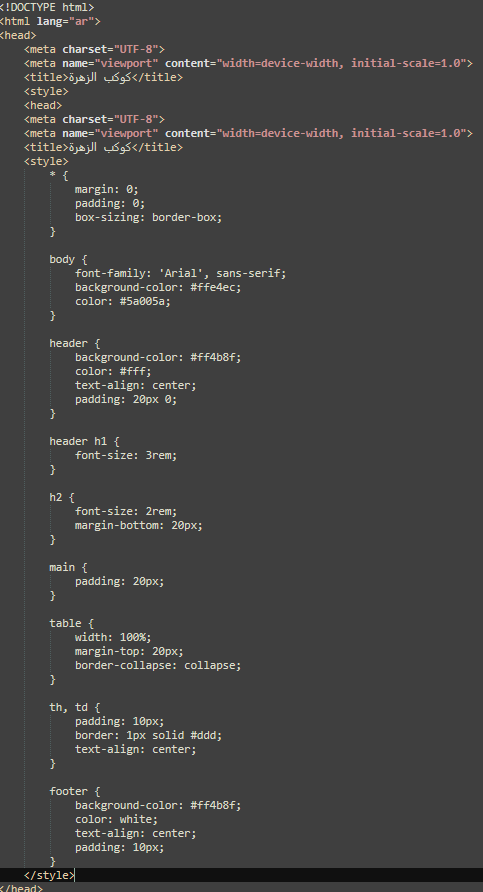 <!DOCTYPE html>
<html lang="ar">
<head>
    <meta charset="UTF-8">
    <meta name="viewport" content="width=device-width, initial-scale=1.0">
    <title>كوكب الزهرة</title>
    <style>
    <head>
    <meta charset="UTF-8">
    <meta name="viewport" content="width=device-width, initial-scale=1.0">
    <title>كوكب الزهرة</title>
    <style>
        * {
            margin: 0;
            padding: 0;
            box-sizing: border-box;
        }

        body {
            font-family: 'Arial', sans-serif;
            background-color: #ffe4ec;
            color: #5a005a;
        }

        header {
            background-color: #ff4b8f;
            color: #fff;
            text-align: center;
            padding: 20px 0;
        }

        header h1 {
            font-size: 3rem;
        }

        h2 {
            font-size: 2rem;
            margin-bottom: 20px;
        }

        main {
            padding: 20px;
        }

        table {
            width: 100%;
            margin-top: 20px;
            border-collapse: collapse;
        }

        th, td {
            padding: 10px;
            border: 1px solid #ddd;
            text-align: center;
        }

        footer {
            background-color: #ff4b8f;
            color: white;
            text-align: center;
            padding: 10px;
        }
    </style>
</head>